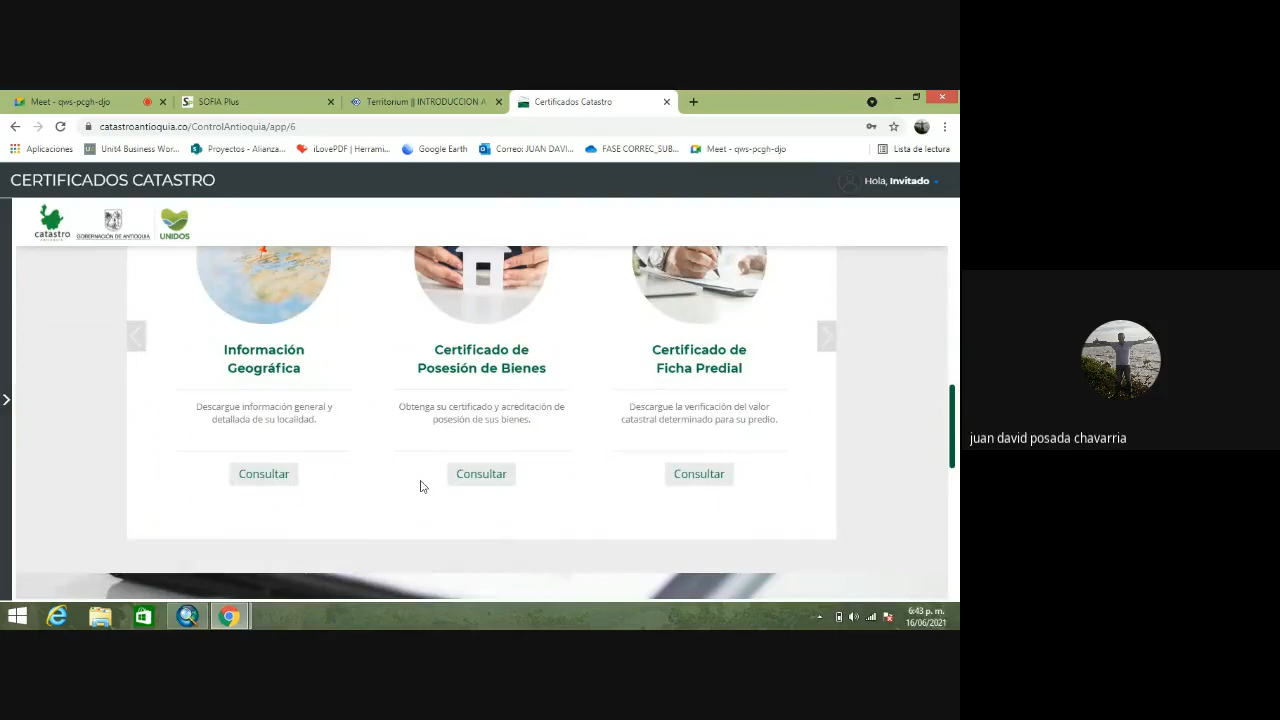 Meet - qws-pcgh-djo
SOFIA Plus
Territorium || INTRODUCCION A
Certificados Catastro
catastroantioquia.co/ControlAntioquia/app/6
Aplicaciones
Unit4 Business Wor...
Proyectos - Alianza...
iLovePDF | Herrami...
Google Earth
Correo: JUAN DAVI...
FASE CORREC_SUB...
Meet - qws-pcgh-djo
Lista de lectura
CERTIFICADOS CATASTRO
Hola, Invitado
catastro
GOBERNACIÓN DE ANTIOQUIA
UNIDOS
Información
Geográfica
Descargue información general y
detallada de su localidad.
Consultar
Certificado de
Posesión de Bienes
Obtenga su certificado y acreditación de
posesión de sus bienes.
Consultar
Certificado de
Ficha Predial
Descargue la verificación del valor
catastral determinado para su predio.
Consultar
juan david posada chavarria
6:43 p. m.
16/06/2021